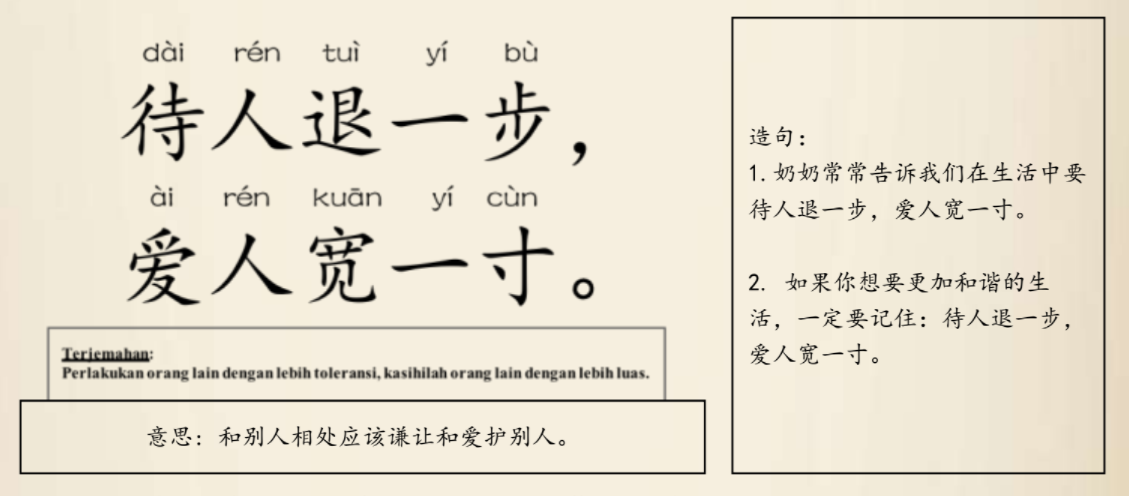 dài rén tuì yí bù
待人退一步，
ài rén kuān yí cùn
爱人宽一寸。
Terjemahan:
Perlakukan orang lain dengan lebih toleransi, kasihilah orang lain dengan lebih luas.
意思：和别人相处应该谦让和爱护别人。
造句：
1.奶奶常常告诉我们在生活中要
待人退一步，爱人宽一寸。
2. 如果你想要更加和谐的生
活，一定要记住：待人退一步，
爱人宽一寸。